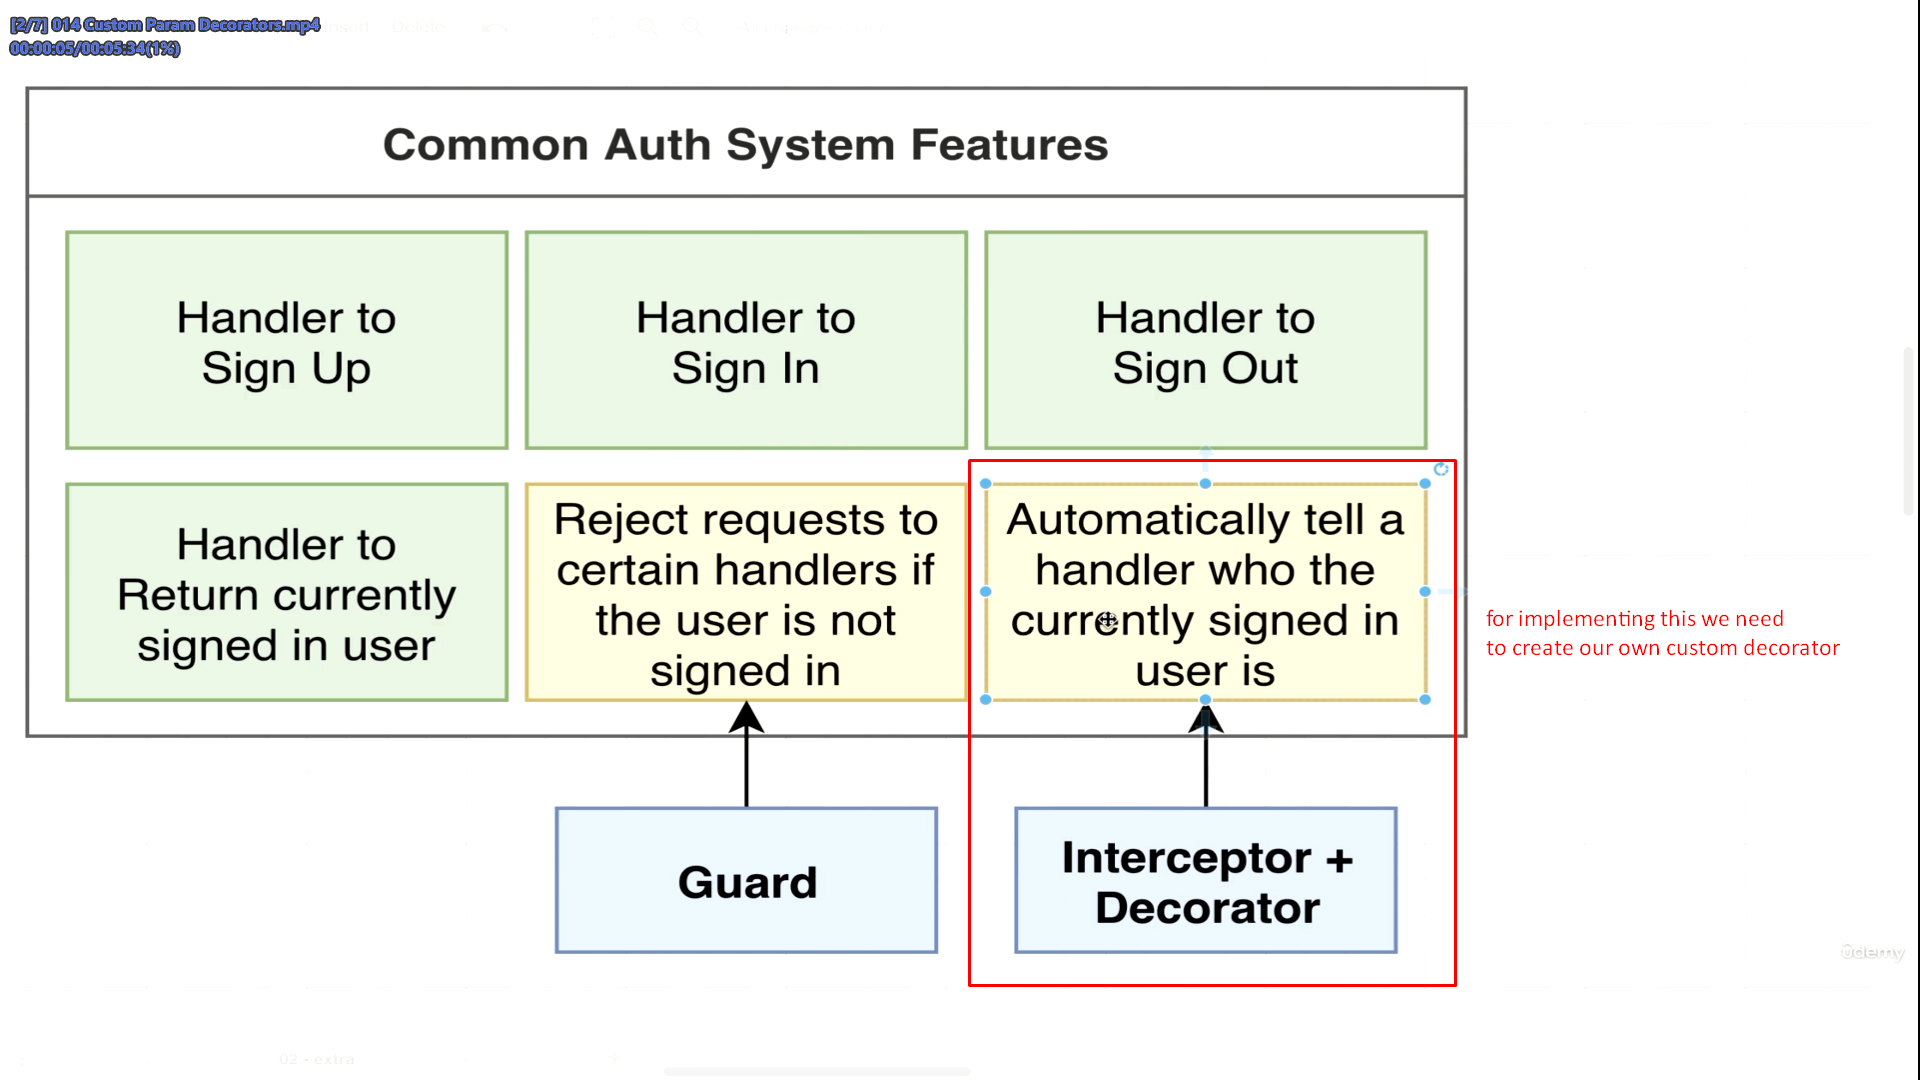 [2/7] 014 Custom Param Decorators.mp4
00:00:05/00:05:34(1%)
Common Auth System Features
Handler to
Sign Up
Handler to
Sign In
Handler to
Sign Out
Handler to
Return currently
signed in user
Reject requests to
certain handlers if
the user is not
signed in
Automatically tell a
handler who the
currently signed in
user is
for implementing this we need
to create our own custom decorator
Guard
Interceptor +
Decorator
udemy
02 - extra